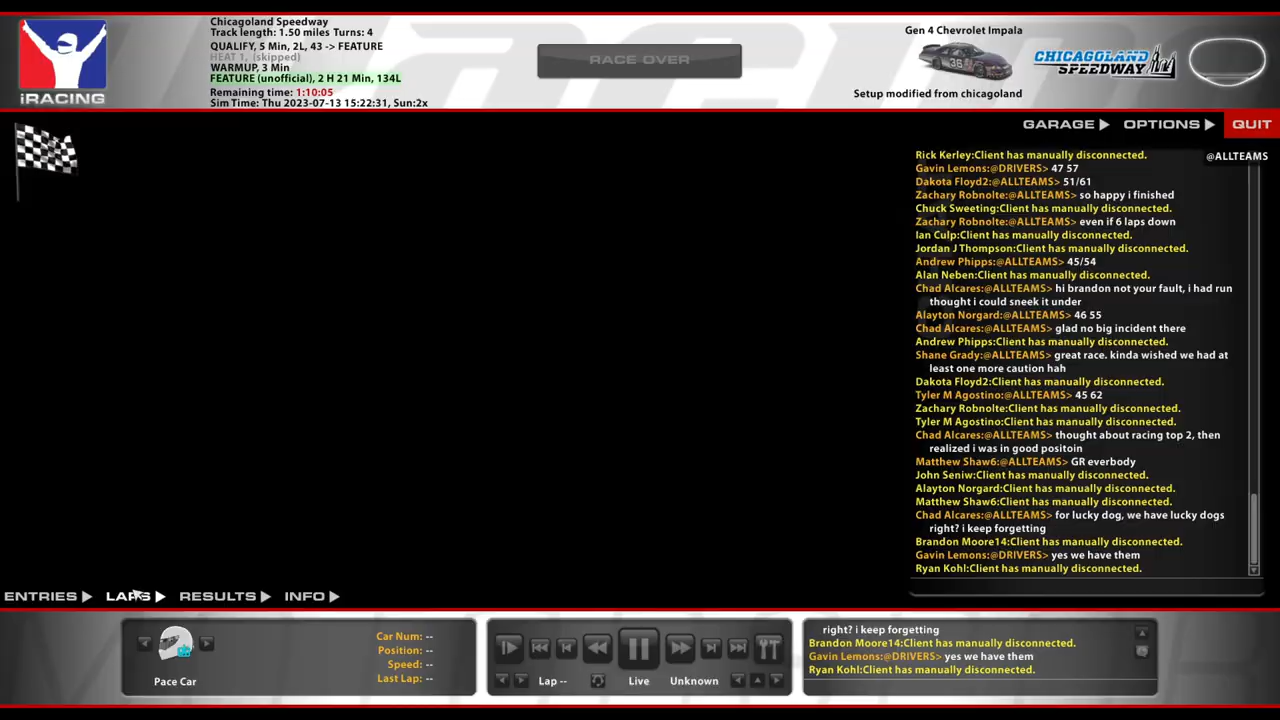 iRACING
Chicagoland Speedway
Track length: 1.50 miles Turns: 4
QUALIFY, 5 Min, 2L, 43 -> FEATURE
HEAT 1, (skipped)
WARMUP, 3 Min
FEATURE (unofficial), 2 H 21 Min, 134L
Remaining time: 1:10:05
Sim Time: Thu 2023-07-13 15:22:31, Sun:2x
RACE OVER
Gen 4 Chevrolet Impala
36
CHICAGOLAND
SPEEDWAY
Setup modified from chicagoland
GARAGE
OPTIONS
QUIT
@ALLTEAMS
Rick Kerley:Client has manually disconnected.
Gavin Lemons:@DRIVERS> 47 57
Dakota Floyd2:@ALLTEAMS> 51/61
Zachary Robnolte:@ALLTEAMS> so happy i finished
Chuck Sweeting:Client has manually disconnected.
Zachary Robnolte:@ALLTEAMS> even if 6 laps down
Ian Culp:Client has manually disconnected.
Jordan J Thompson:Client has manually disconnected.
Andrew Phipps:@ALLTEAMS> 45/54
Alan Neben:Client has manually disconnected.
Chad Alcares:@ALLTEAMS> hi brandon not your fault, i had run
thought i could sneek it under
Alayton Norgard:@ALLTEAMS> 46 55
Chad Alcares:@ALLTEAMS> glad no big incident there
Andrew Phipps:Client has manually disconnected.
Shane Grady:@ALLTEAMS> great race. kinda wished we had at
least one more caution hah
Dakota Floyd2:Client has manually disconnected.
Tyler M Agostino:@ALLTEAMS> 45 62
Zachary Robnolte:Client has manually disconnected.
Tyler M Agostino:Client has manually disconnected.
Chad Alcares:@ALLTEAMS> thought about racing top 2, then
realized i was in good positoin
Matthew Shaw6:@ALLTEAMS> GR everbody
John Seniw:Client has manually disconnected.
Alayton Norgard:Client has manually disconnected.
Matthew Shaw6:Client has manually disconnected.
Chad Alcares:@ALLTEAMS> for lucky dog, we have lucky dogs
right? i keep forgetting
Brandon Moore14:Client has manually disconnected.
Gavin Lemons:@DRIVERS> yes we have them
Ryan Kohl:Client has manually disconnected.
ENTRIES
LAPS
RESULTS
INFO
Pace Car
Car Num: --
Position: --
Speed: --
Last Lap: --
Lap --
Live
Unknown
right? i keep forgetting
Brandon Moore14:Client has manually disconnected.
Gavin Lemons:@DRIVERS> yes we have them
Ryan Kohl:Client has manually disconnected.